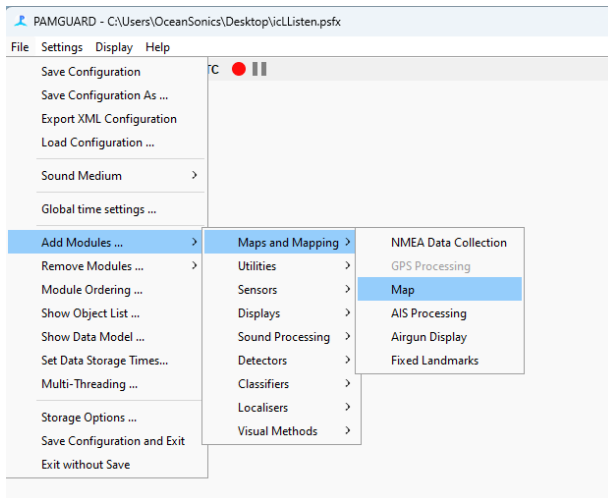 PAMGUARD - C:\Users\OceanSonics\Desktop\icLListen.psfx
File Settings Display Help
TC
Save Configuration
Save Configuration As ...
Export XML Configuration
Load Configuration ...
Sound Medium >
Global time settings ...
Add Modules ... >
Remove Modules ... >
Module Ordering ...
Show Object List ...
Show Data Model ...
Set Data Storage Times...
Multi-Threading ...
Storage Options ...
Save Configuration and Exit
Exit without Save
Maps and Mapping >
Utilities >
Sensors >
Displays >
Sound Processing >
Detectors >
Classifiers >
Localisers >
Visual Methods >
NMEA Data Collection
GPS Processing
Map
AIS Processing
Airgun Display
Fixed Landmarks